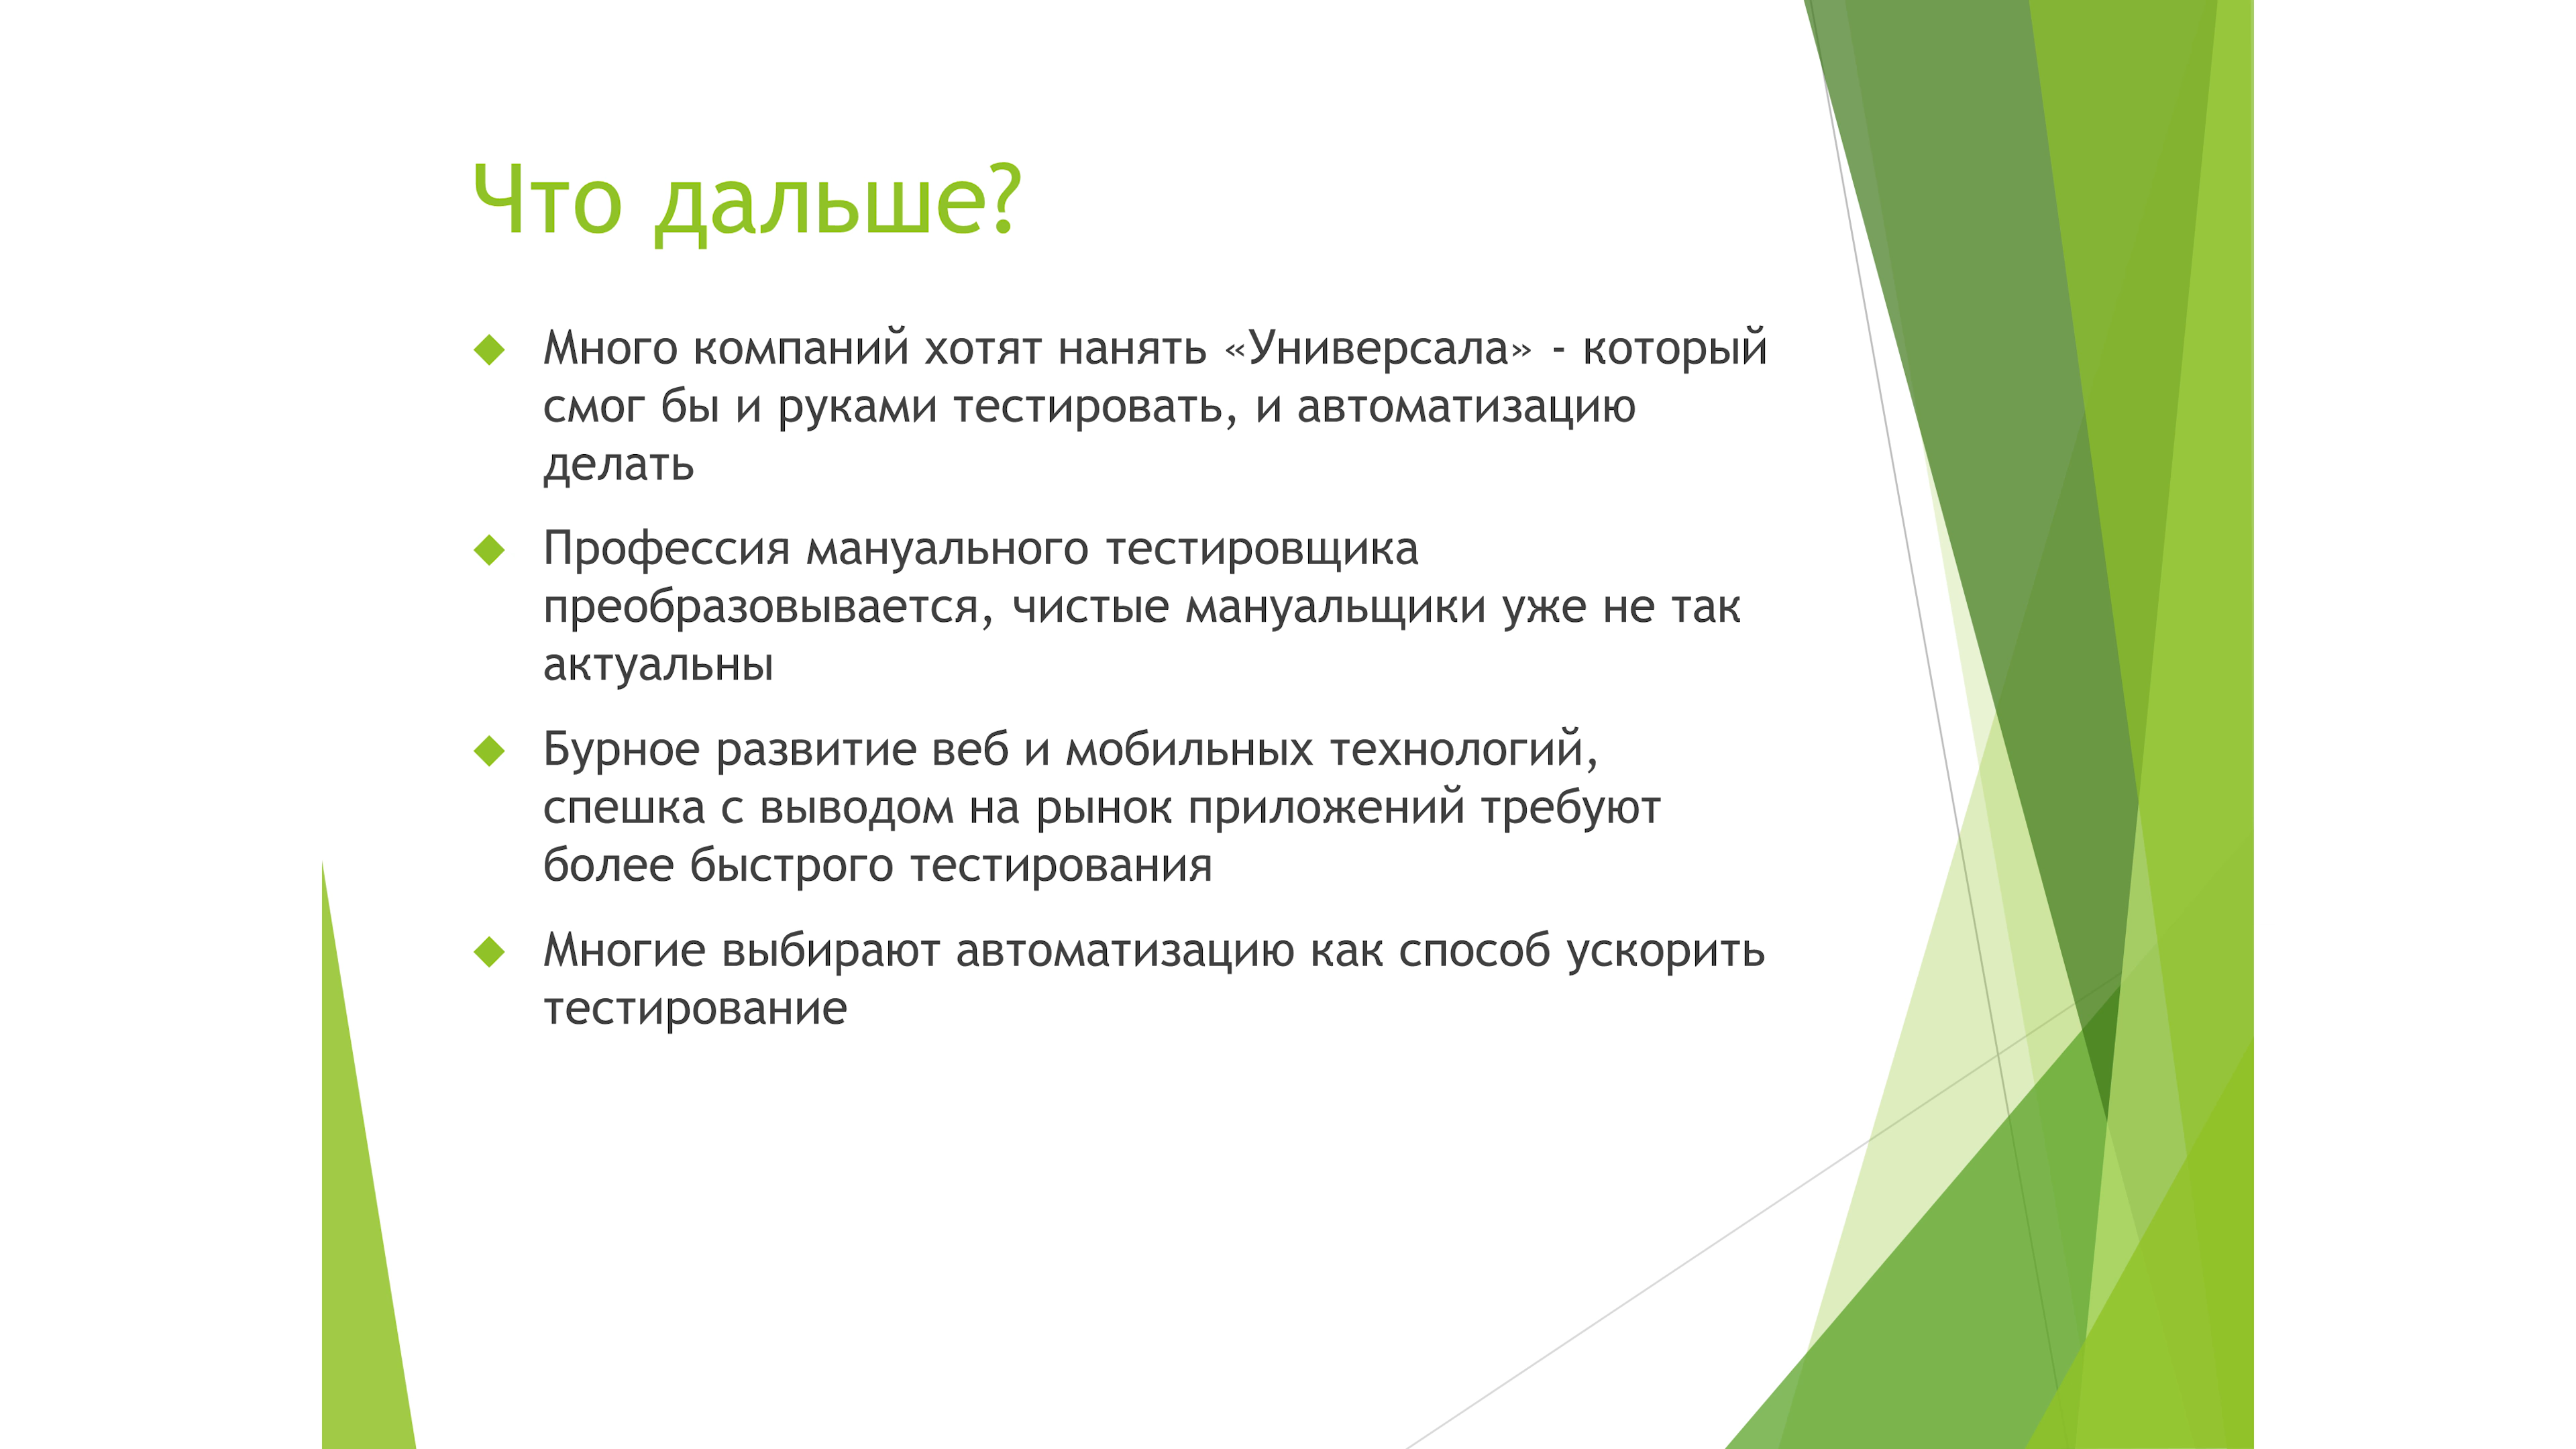 Что дальше?
Много компаний хотят нанять «Универсала» - который
смог бы и руками тестировать, и автоматизацию
делать
Профессия мануального тестировщика
преобразовывается, чистые мануальщики уже не так
актуальны
Бурное развитие веб и мобильных технологий,
спешка с выводом на рынок приложений требуют
более быстрого тестирования
Многие выбирают автоматизацию как способ ускорить
тестирование